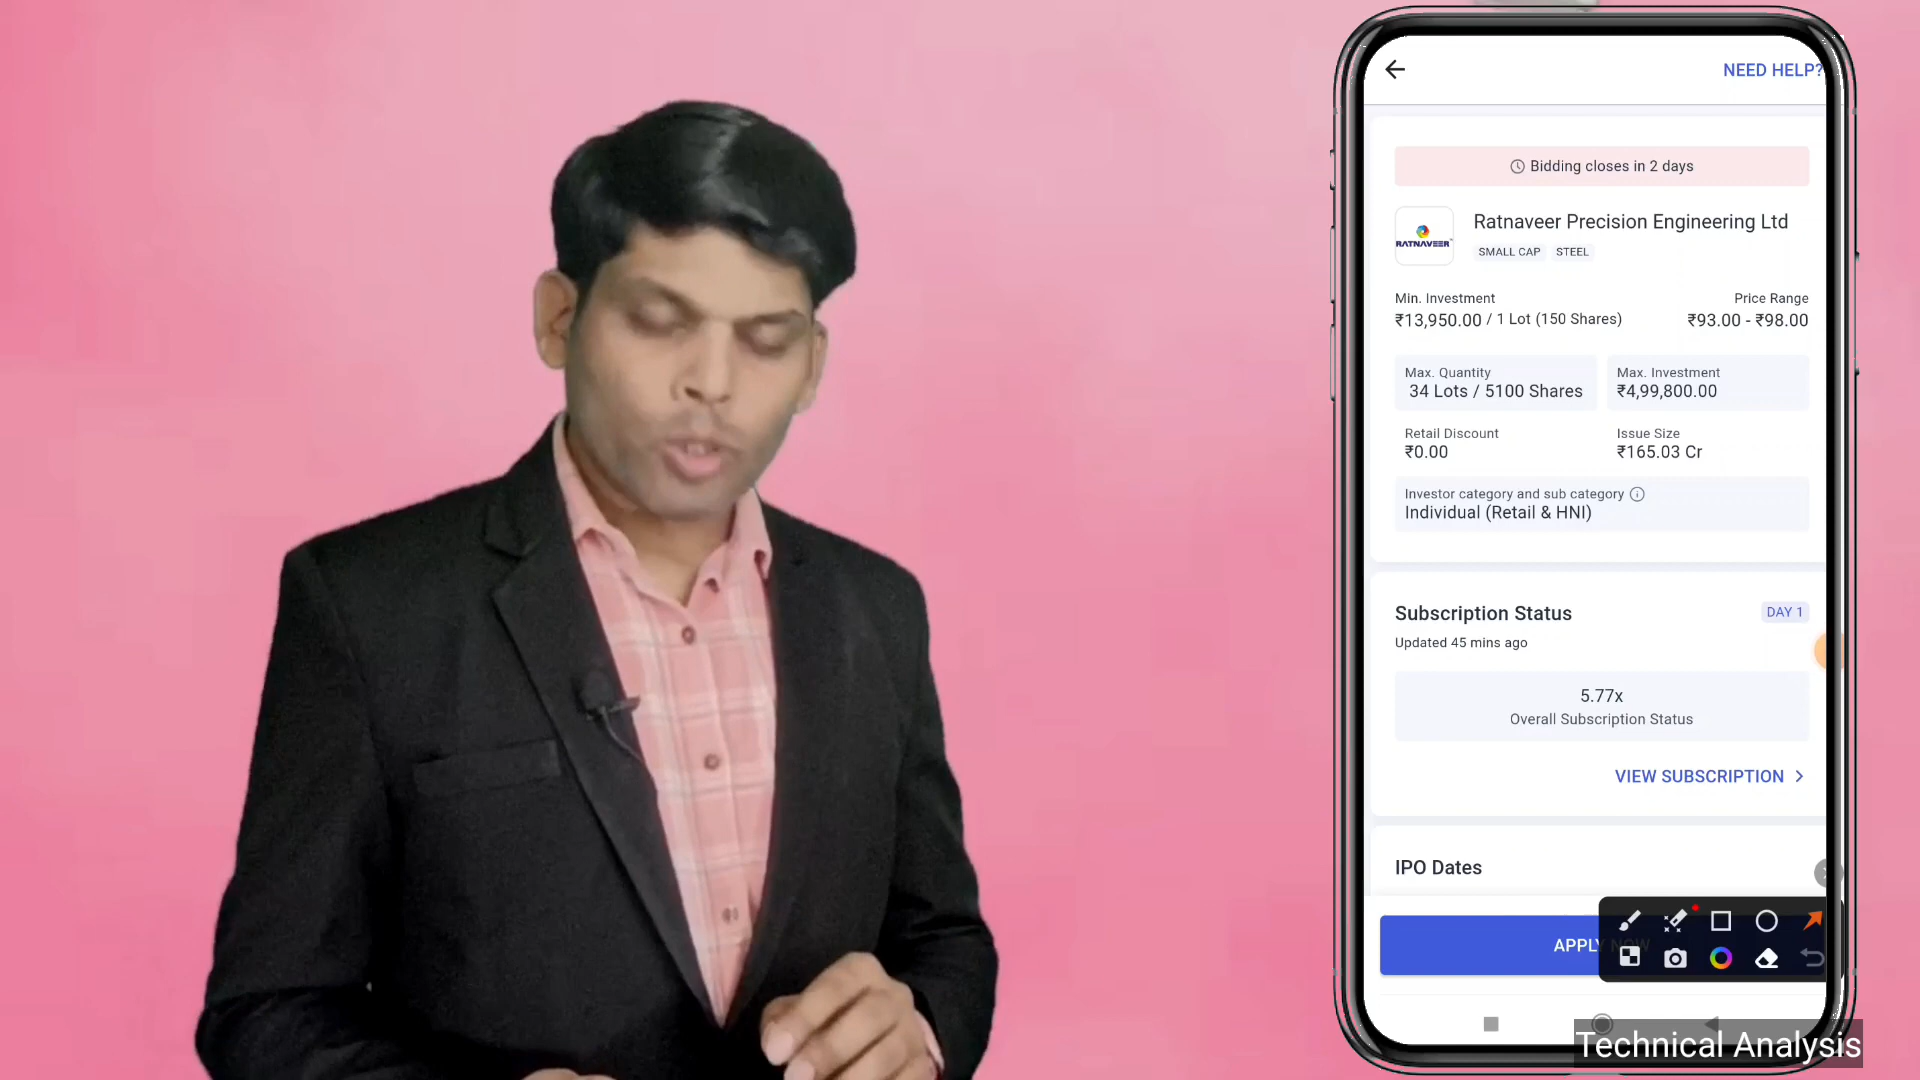 NEED HELP?
Bidding closes in 2 days
RATNAVEER
Ratnaveer Precision Engineering Ltd
SMALL CAP STEEL
Min. Investment
Price Range
₹13,950.00 / 1 Lot (150 Shares)
₹93.00 - ₹98.00
Max. Quantity
34 Lots / 5100 Shares
Max. Investment
₹4,99,800.00
Retail Discount
₹0.00
Issue Size
₹165.03 Cr
Investor category and sub category
Individual (Retail & HNI)
Subscription Status
DAY 1
Updated 45 mins ago
5.77x
Overall Subscription Status
VIEW SUBSCRIPTION
IPO Dates
APPLY NOW
Technical Analysis